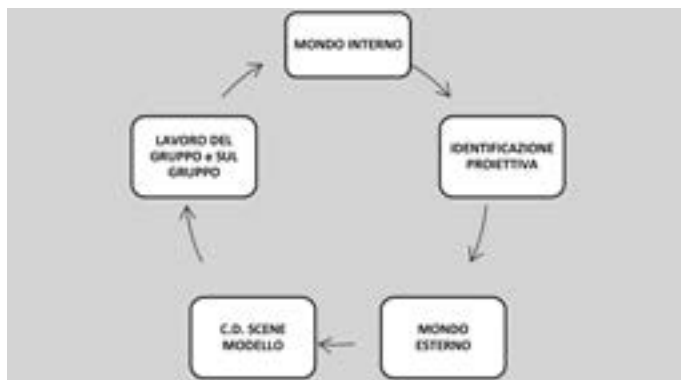 MONDO INTERNO
IDENTIFICAZIONE
PROIETTIVA
MONDO
ESTERNO
C.D. SCENE
MODELLO
LAVORO DEL
GRUPPO e SUL
GRUPPO